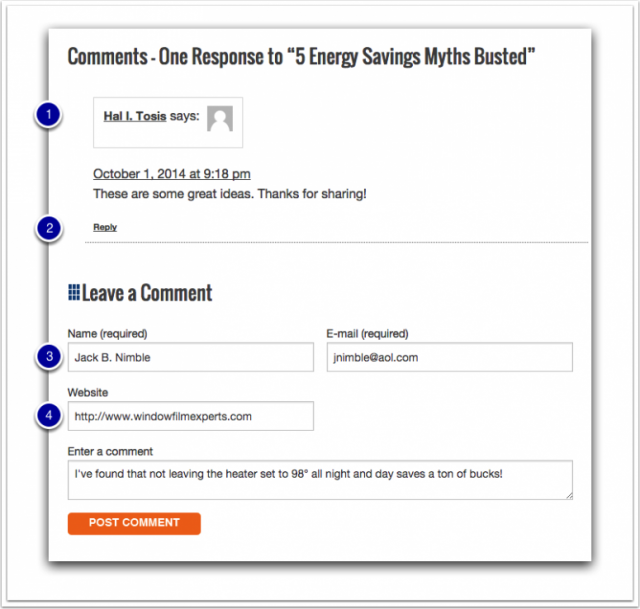 Comments - One Response to “5 Energy Savings Myths Busted”
1
Hal I. Tosis says:
October 1, 2014 at 9:18 pm
These are some great ideas. Thanks for sharing!
2
Reply
Leave a Comment
Name (required)
E-mail (required)
3
Jack B. Nimble
jnimble@aol.com
Website
4
http://www.windowfilmexperts.com
Enter a comment
I've found that not leaving the heater set to 98° all night and day saves a ton of bucks!
POST COMMENT